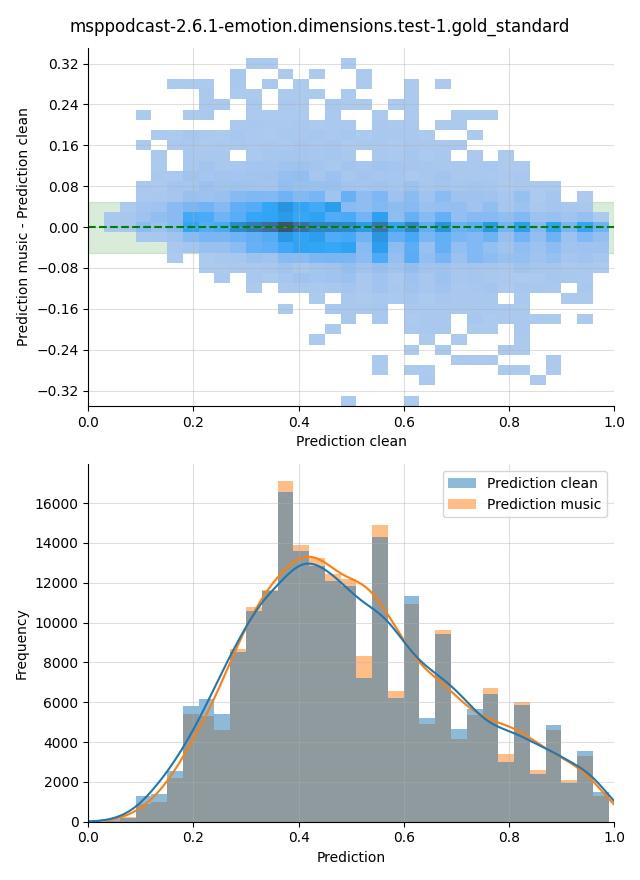 msppodcast-2.6.1-emotion.dimensions.test-1.gold_standard
0.32
0.24
0.16
0.08
0.00
−0.08
−0.16
−0.24
−0.32
Prediction music - Prediction clean
0.0 0.2 0.4 0.6 0.8 1.0
Prediction clean
Prediction clean
Prediction music
16000
14000
12000
10000
8000
6000
4000
2000
0
Frequency
0.0 0.2 0.4 0.6 0.8 1.0
Prediction